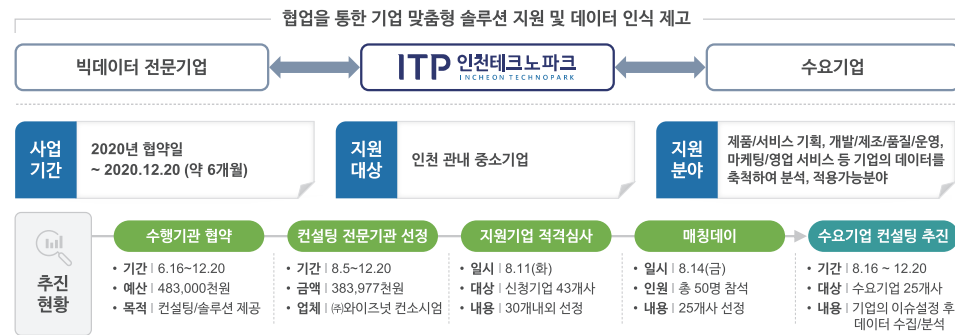 협업을 통한 기업 맞춤형 솔루션 지원 및 데이터 인식 제고
빅데이터 전문기업
ITP 인천테크노파크
INCHEON TECHNOPARK
수요기업
사업
기간
2020년 협약일
~ 2020.12.20 (약 6개월)
지원
대상
인천 관내 중소기업
지원
분야
제품/서비스 기획, 개발/제조/품질/운영,
마케팅/영업 서비스 등 기업의 데이터를
축척하여 분석, 적용가능분야
추진
현황
수행기관 협약
• 기간 | 6.16~12.20
• 예산 | 483,000천원
• 목적 | 컨설팅/솔루션 제공
컨설팅 전문기관 선정
• 기간 | 8.5~12.20
• 금액 | 383,977천원
• 업체 | ㈜와이즈넛 컨소시엄
지원기업 적격심사
• 일시 | 8.11(화)
• 대상 | 신청기업 43개사
• 내용 | 30개내외 선정
매칭데이
• 일시 | 8.14(금)
• 인원 | 총 50명 참석
• 내용 | 25개사 선정
수요기업 컨설팅 추진
• 기간 | 8.16 ~ 12.20
• 대상 | 수요기업 25개사
• 내용 | 기업의 이슈설정 후
데이터 수집/분석